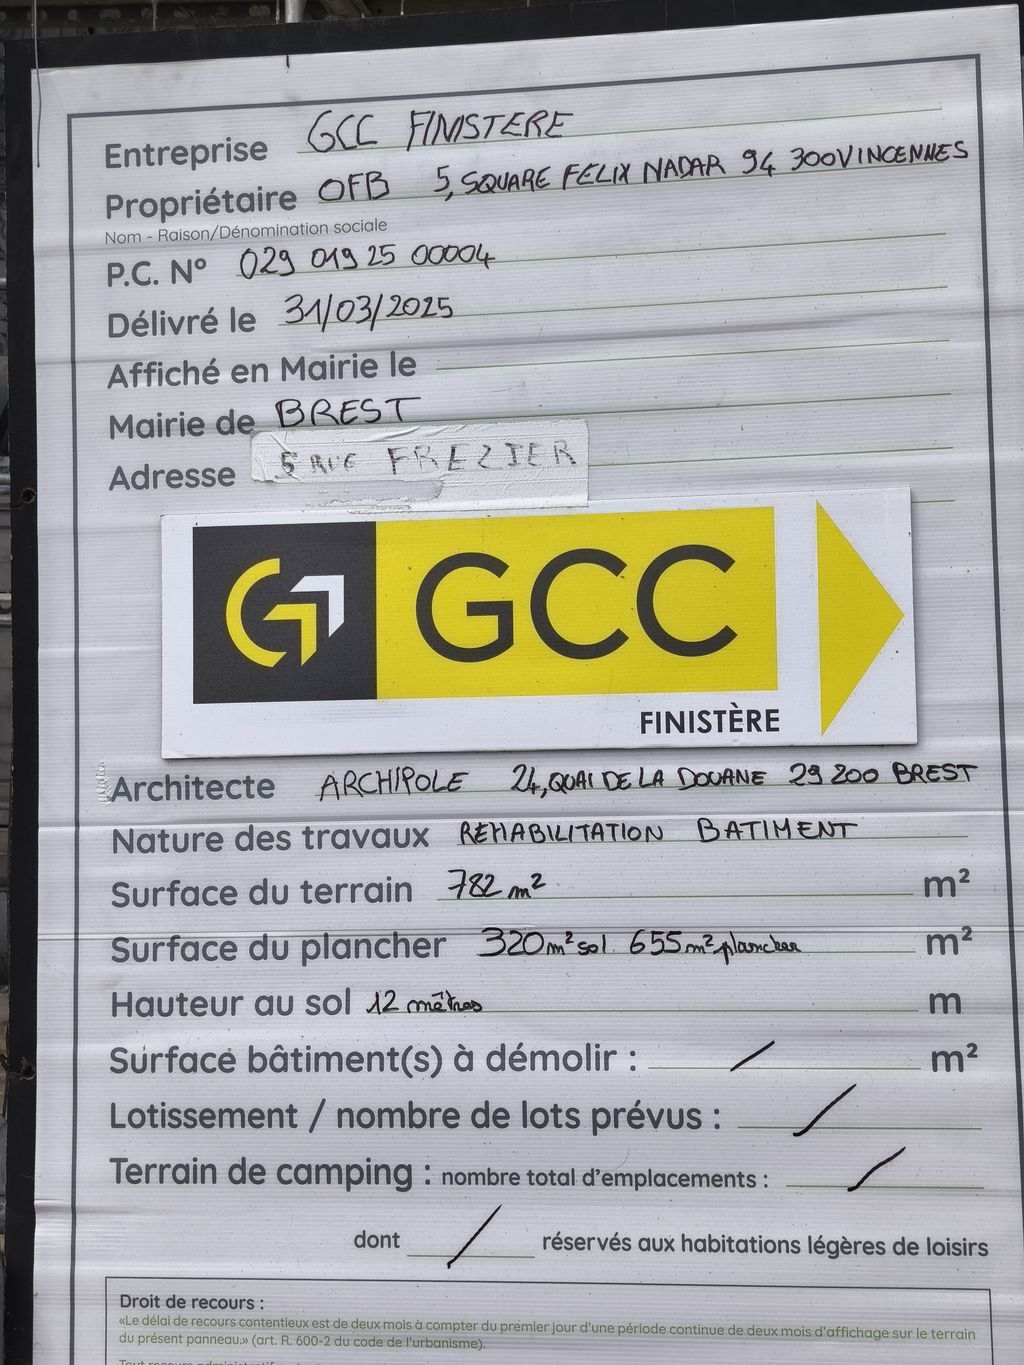 Entreprise GCC FINISTERE
Propriétaire OFB 5, SQUARE FELIX NADAR 94 300 VINCENNES
Nom - Raison/Dénomination sociale
P.C. N° 029 019 25 00004
Délivré le 31/03/2025
Affiché en Mairie le
Mairie de BREST
Adresse 5 RUE FREZIER
GCC
FINISTÈRE
Architecte ARCHIPOLE 24, QUAI DE LA DOUANE 29 200 BREST
Nature des travaux REHABILITATION BATIMENT
Surface du terrain 782 m² m²
Surface du plancher 320 m² sol 655 m² plancher m²
Hauteur au sol 12 mètres m
Surface bâtiment(s) à démolir : / m²
Lotissement / nombre de lots prévus : /
Terrain de camping : nombre total d'emplacements : /
dont / réservés aux habitations légères de loisirs
Droit de recours :
«Le délai de recours contentieux est de deux mois à compter du premier jour d'une période continue de deux mois d'affichage sur le terrain
du présent panneau.» (art. R. 600-2 du code de l'urbanisme).